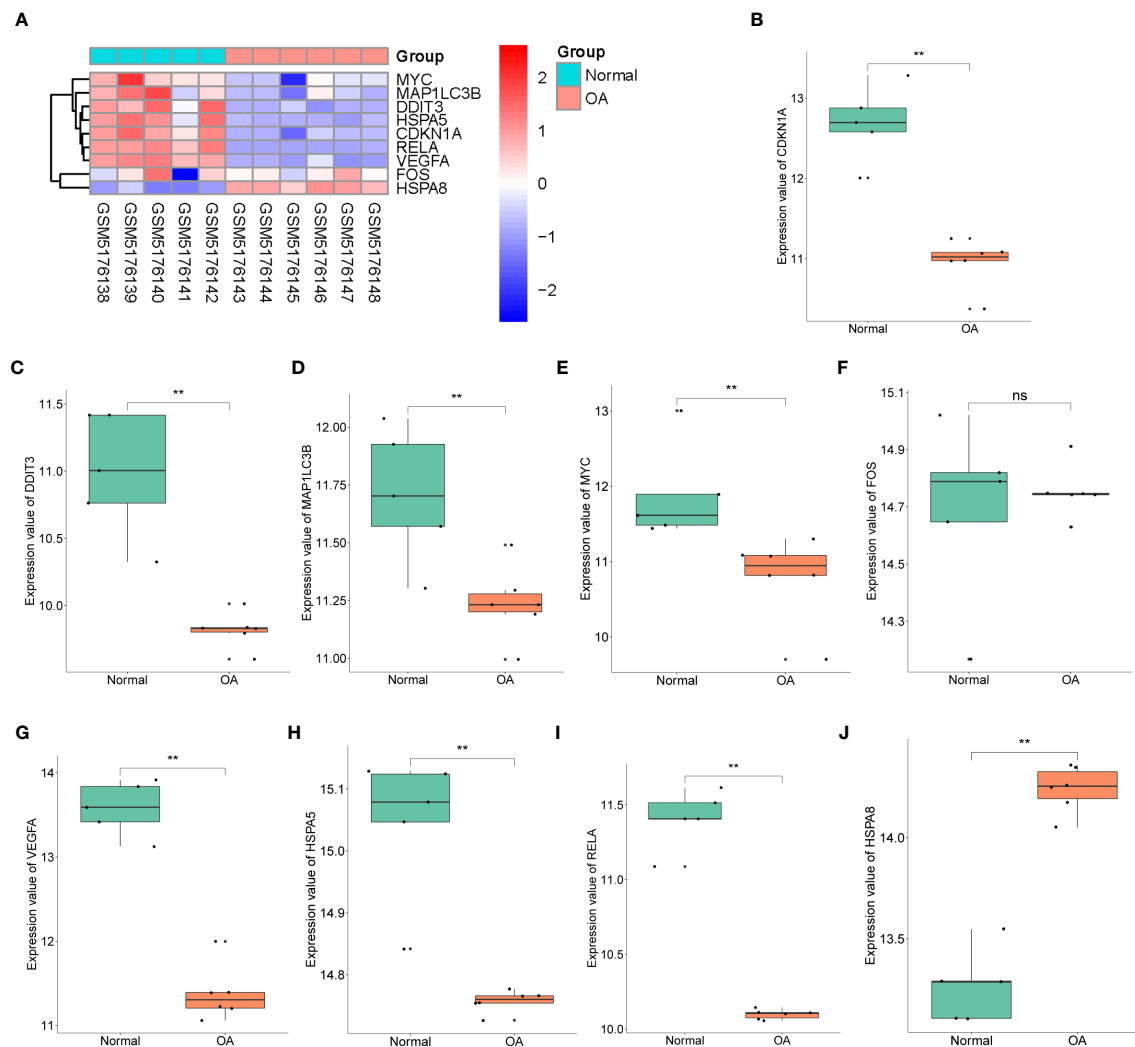 A
Group
MYC
MAP1LC3B
DDIT3
HSPA5
CDKN1A
RELA
VEGFA
FOS
HSPA8
GSM5176138
GSM5176139
GSM5176140
GSM5176141
GSM5176142
GSM5176143
GSM5176144
GSM5176145
GSM5176146
GSM5176147
GSM5176148
2
1
0
−1
−2
Group
Normal
OA
B
**
Expression value of CDKN1A
13
12
11
Normal OA
C
**
Expression value of DDIT3
11.5
11.0
10.5
10.0
Normal OA
D
**
Expression value of MAP1LC3B
12.00
11.75
11.50
11.25
11.00
Normal OA
E
**
Expression value of MYC
13
12
11
10
Normal OA
F
ns
Expression value of FOS
15.1
14.9
14.7
14.5
14.3
Normal OA
G
**
Expression value of VEGFA
14
13
12
11
Normal OA
H
**
Expression value of HSPA5
15.1
15.0
14.9
14.8
Normal OA
I
**
Expression value of RELA
11.5
11.0
10.5
10.0
Normal OA
J
**
Expression value of HSPA8
14.0
13.5
Normal OA